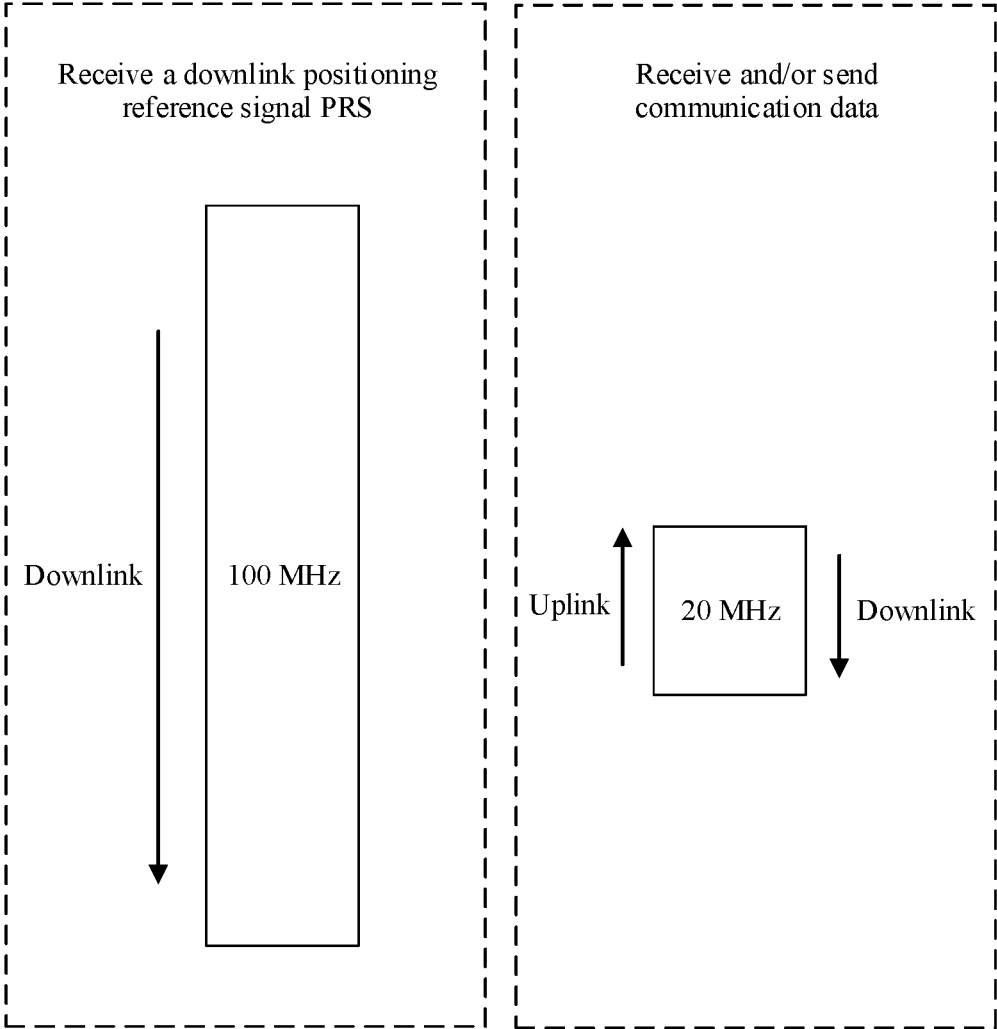 Receive a downlink positioning
reference signal PRS
Downlink
100 MHz
Receive and/or send
communication data
Uplink
20 MHz
Downlink